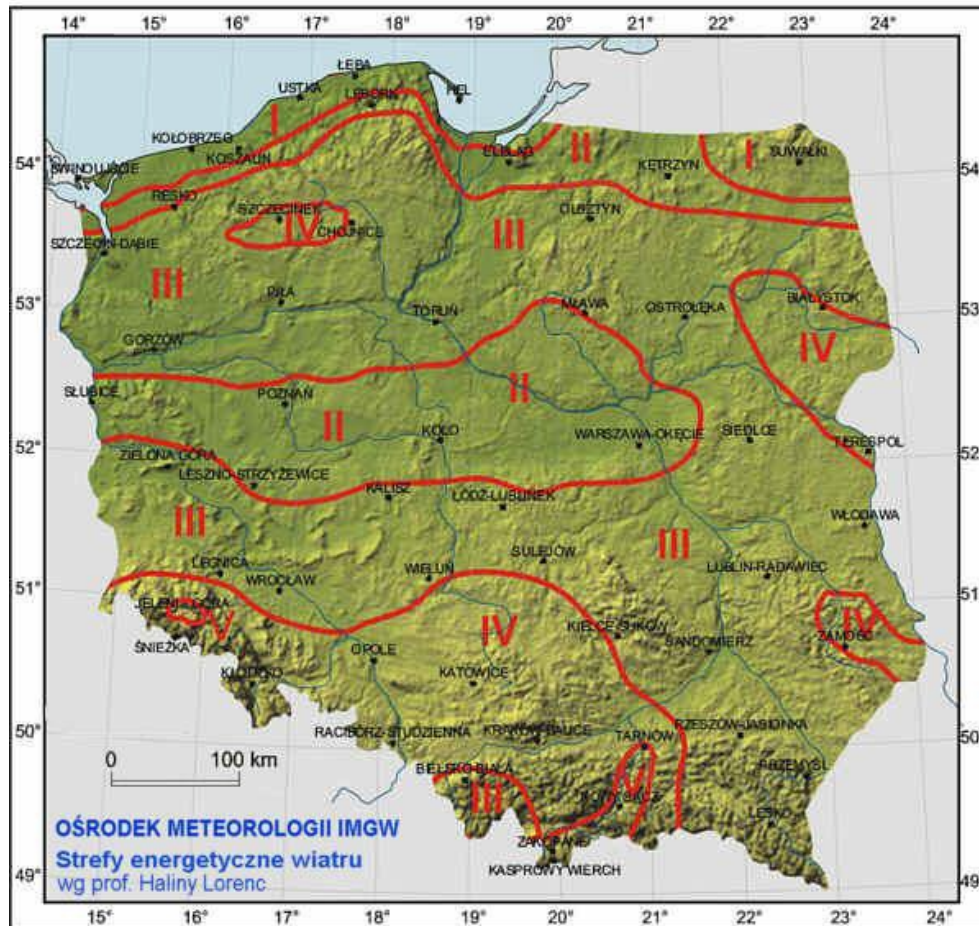 14° 15° 16° 17° 18° 19° 20° 21° 22° 23° 24°
ŁEBA
USTKA
HEL
LĘBORK
I
KOŁOBRZEG
KOSZALIN
ELBLĄG
II
I
SUWAŁKI
54°
54°
ŚWINOUJŚCIE
KĘTRZYN
RESKO
SZCZECINEK
OLSZTYN
IV
CHOJNICE
III
SZCZECIN-DĄBIE
III
PIŁA
MŁAWA
OSTROŁĘKA
BIAŁYSTOK
53°
53°
TORUŃ
IV
GORZÓW
SŁUBICE
POZNAŃ
II
II
KOŁO
WARSZAWA-OKĘCIE
SIEDLCE
TERESPOL
52°
52°
ZIELONA GÓRA
LESZNO-STRZYŻEWICE
KALISZ
ŁÓDŹ-LUBLINEK
III
WŁODAWA
III
SULEJÓW
LEGNICA
WROCŁAW
WIELUŃ
LUBLIN-RADAWIEC
51°
51°
JELENIA GÓRA
V
IV
KIELCE-SUKÓW
IV
ZAMOŚĆ
ŚNIEŻKA
OPOLE
SANDOMIERZ
KŁODZKO
KATOWICE
RACIBÓRZ-STUDZIENNA
KRAKÓW-BALICE
TARNÓW
RZESZÓW-JASIONKA
50°
50°
0 100 km
BIELSKO-BIAŁA
III
V
PRZEMYŚL
LESKO
OŚRODEK METEOROLOGII IMGW
ZAKOPANE
Strefy energetyczne wiatru
KASPROWY WIERCH
wg prof. Haliny Lorenc
49°
49°
15° 16° 17° 18° 19° 20° 21° 22° 23°